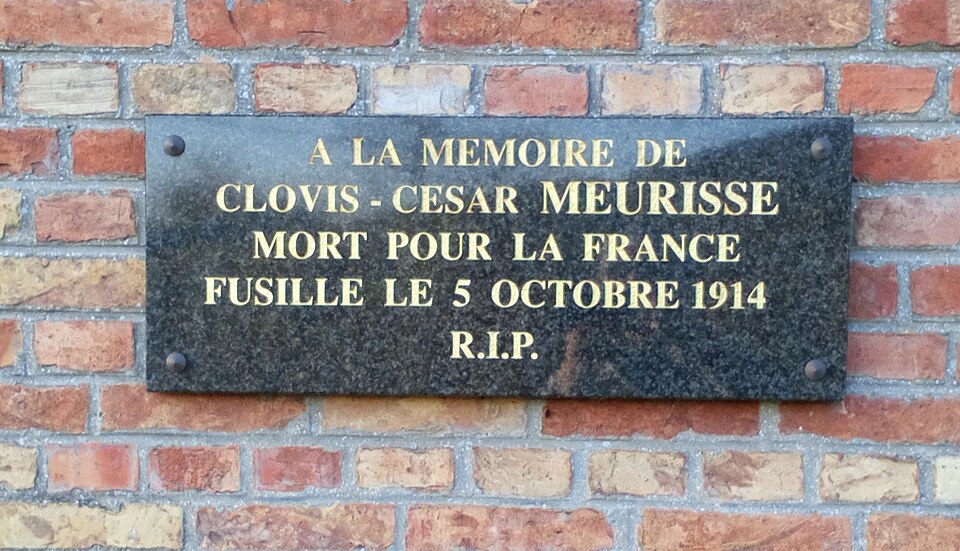 A LA MEMOIRE DE
CLOVIS - CESAR MEURISSE
MORT POUR LA FRANCE
FUSILLE LE 5 OCTOBRE 1914
R.I.P.